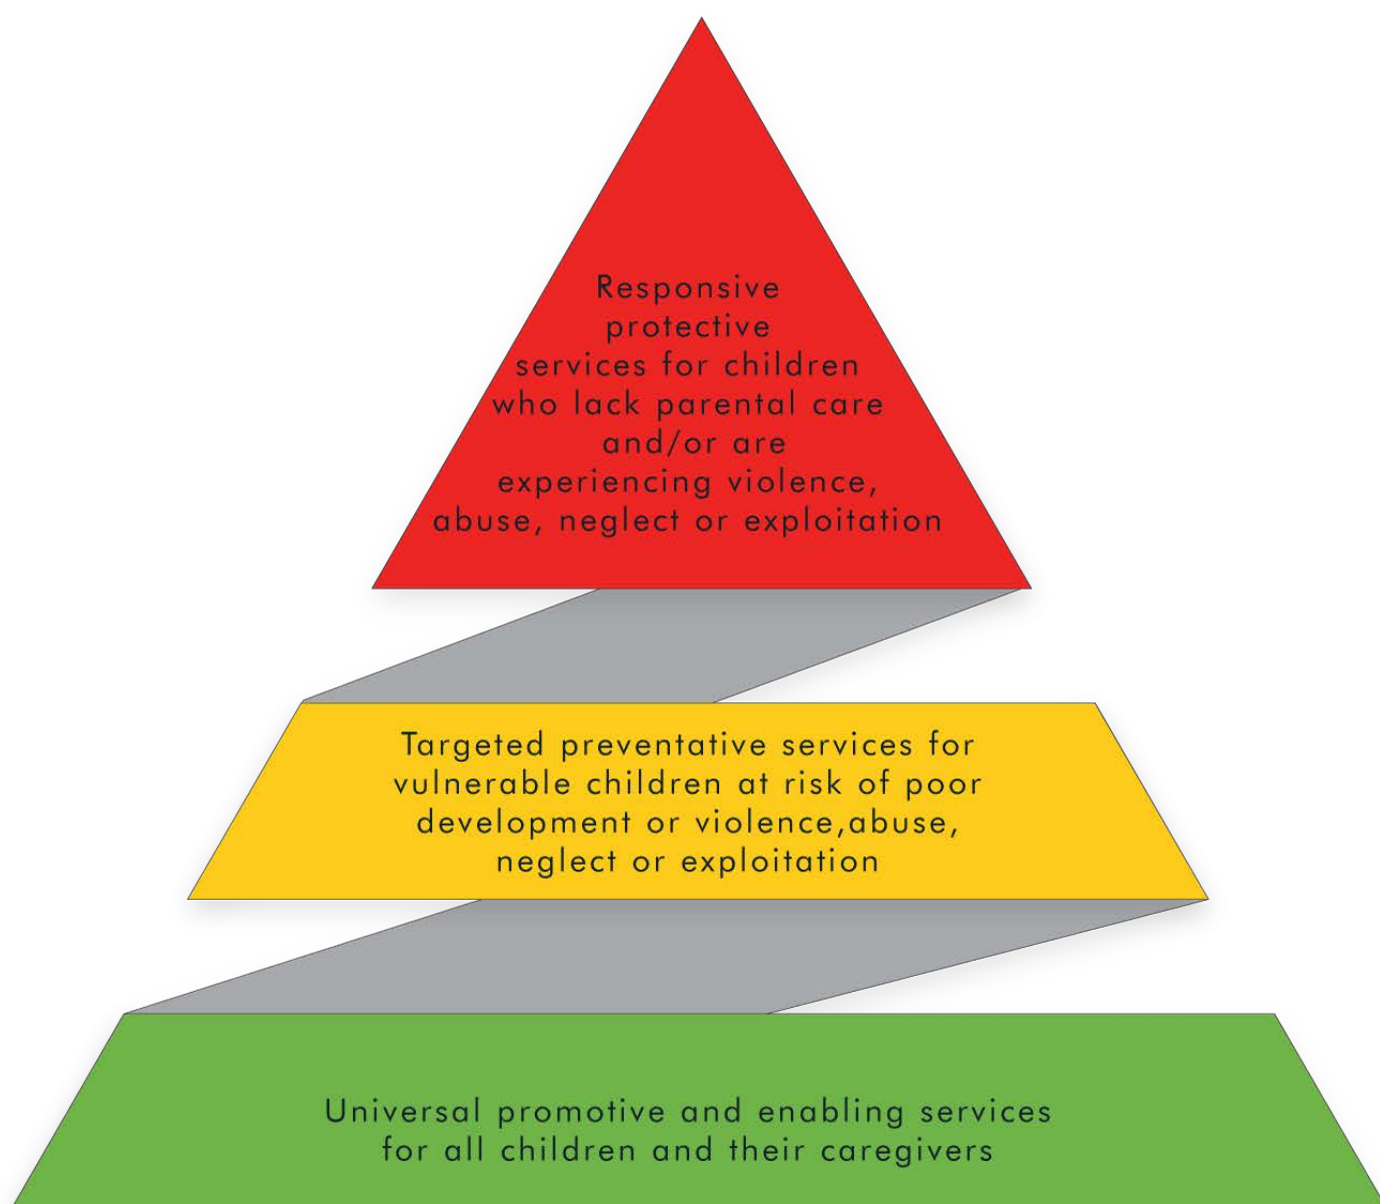 Responsive
protective
services for children
who lack parental care
and/or are
experiencing violence,
abuse, neglect or exploitation
Targeted preventative services for
vulnerable children at risk of poor
development or violence,abuse,
neglect or exploitation
Universal promotive and enabling services
for all children and their caregivers